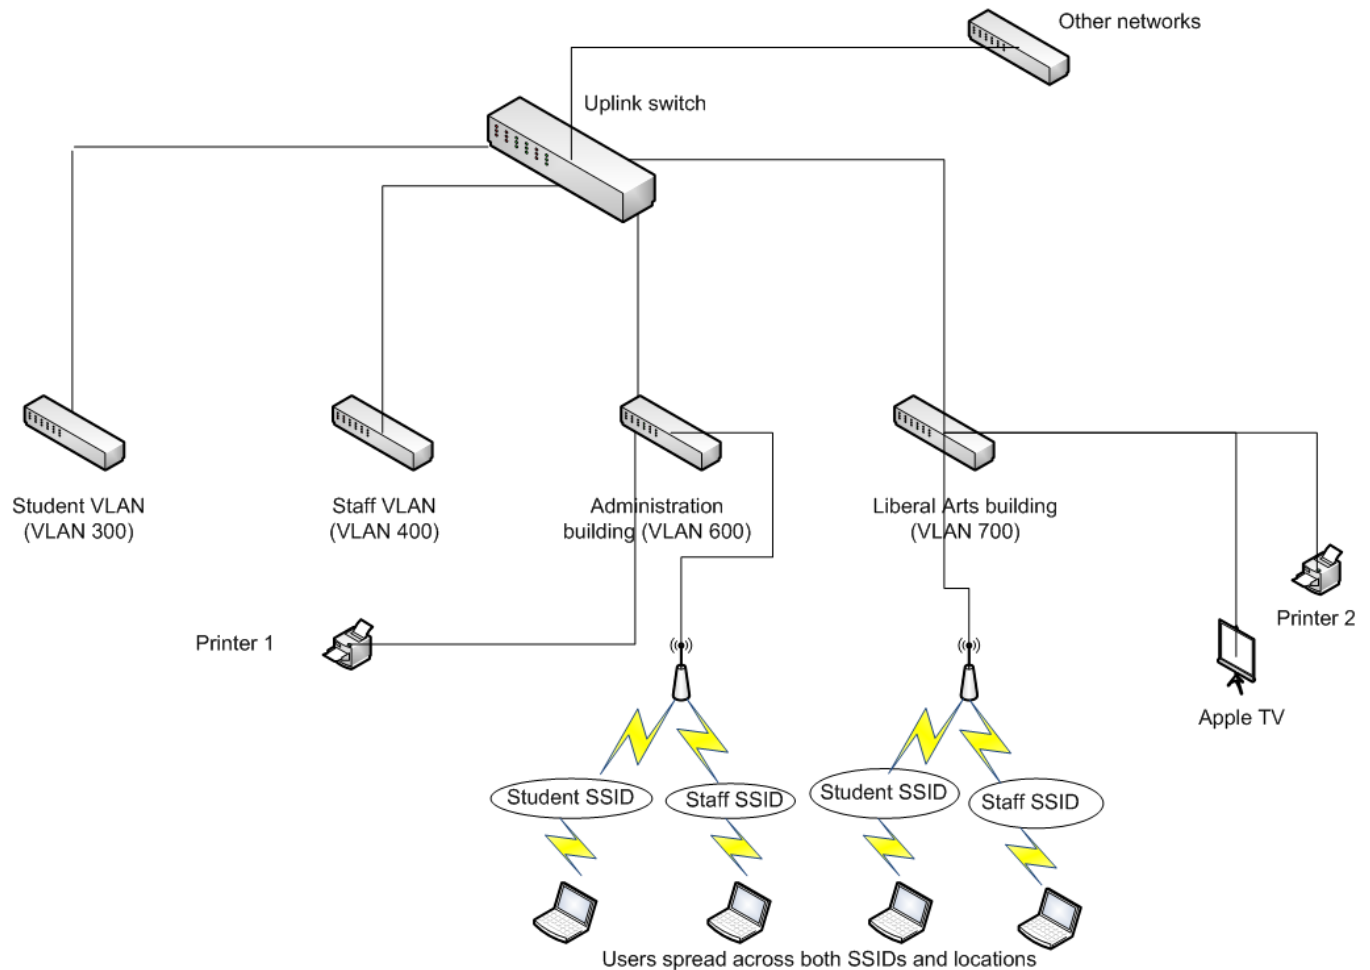 Other networks
Uplink switch
Student VLAN
(VLAN 300)
Staff VLAN
(VLAN 400)
Administration
building (VLAN 600)
Liberal Arts building
(VLAN 700)
Printer 2
Printer 1
Apple TV
Student SSID
Staff SSID
Student SSID
Staff SSID
Users spread across both SSIDs and locations